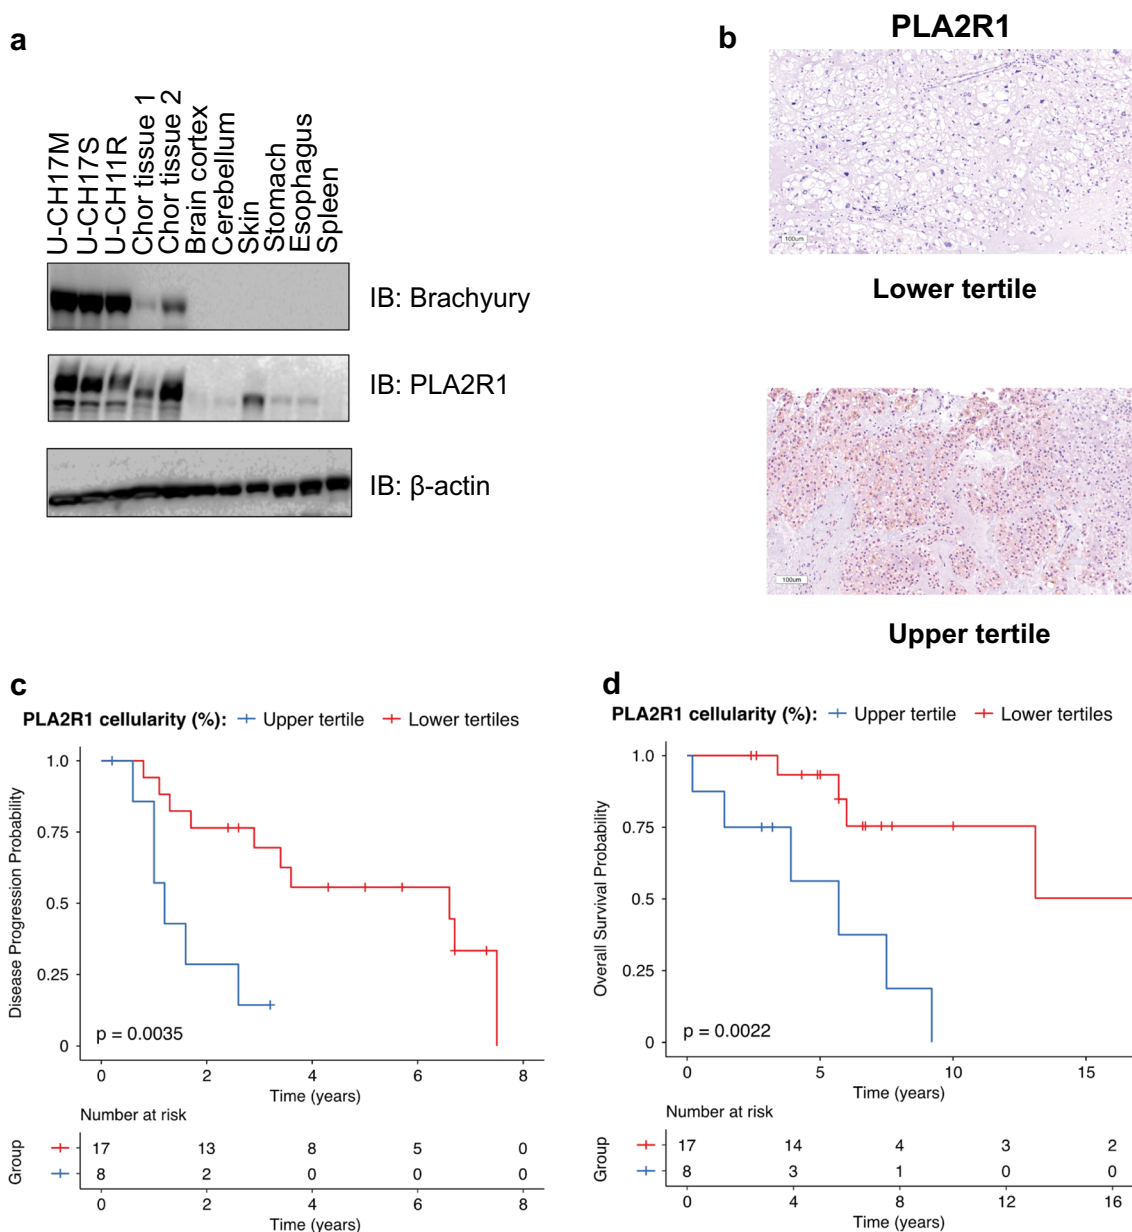 a
U-CH17M
U-CH17S
U-CH11R
Chor tissue 1
Chor tissue 2
Brain cortex
Cerebellum
Skin
Stomach
Esophagus
Spleen
IB: Brachyury
IB: PLA2R1
IB: β-actin
b
PLA2R1
100um
Lower tertile
100um
Upper tertile
c
PLA2R1 cellularity (%): Upper tertile Lower tertiles
Disease Progression Probability
1.0
0.75
0.5
0.25
0
p = 0.0035
0 2 4 6 8
Time (years)
Number at risk
Group
17 13 8 5 0
8 2 0 0 0
0 2 4 6 8
Time (years)
d
PLA2R1 cellularity (%): Upper tertile Lower tertiles
Overall Survival Probability
1.0
0.75
0.5
0.25
0
p = 0.0022
0 5 10 15
Time (years)
Number at risk
Group
17 14 4 3 2
8 3 1 0 0
0 4 8 12 16
Time (years)